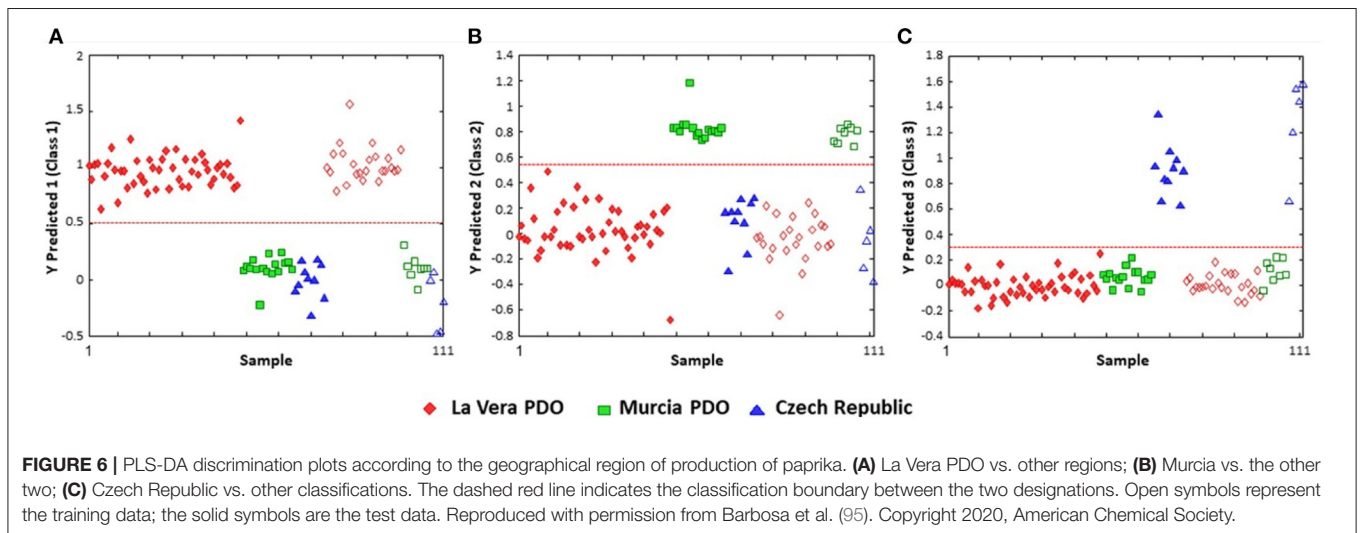 A
B
C
2
1.5
1
0.5
0
-0.5
Y Predicted 1 (Class 1)
1
111
Sample
1.4
1.2
1
0.8
0.6
0.4
0.2
0
-0.2
-0.4
-0.6
-0.8
Y Predicted 2 (Class 2)
1
111
Sample
1.8
1.6
1.4
1.2
1
0.8
0.6
0.4
0.2
0
-0.2
-0.4
Y Predicted 3 (Class 3)
1
111
Sample
La Vera PDO
Murcia PDO
Czech Republic
FIGURE 6 | PLS-DA discrimination plots according to the geographical region of production of paprika. (A) La Vera PDO vs. other regions; (B) Murcia vs. the other
two; (C) Czech Republic vs. other classifications. The dashed red line indicates the classification boundary between the two designations. Open symbols represent
the training data; the solid symbols are the test data. Reproduced with permission from Barbosa et al. (95). Copyright 2020, American Chemical Society.